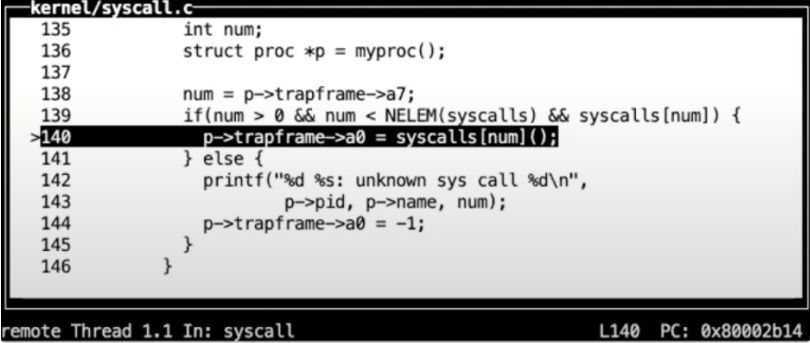 kernel/syscall.c
135 int num;
136 struct proc *p = myproc();
137
138 num = p->trapframe->a7;
139 if(num > 0 && num < NELEM(syscalls) && syscalls[num]) {
>140 p->trapframe->a0 = syscalls[num]();
141 } else {
142 printf("%d %s: unknown sys call %d\n",
143 p->pid, p->name, num);
144 p->trapframe->a0 = -1;
145 }
146 }
remote Thread 1.1 In: syscall L140 PC: 0x80002b14